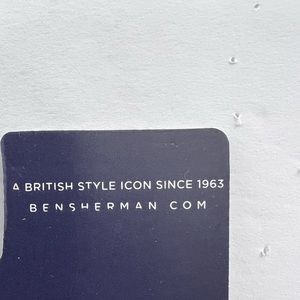 A BRITISH STYLE ICON SINCE 1963
BENSHERMAN COM